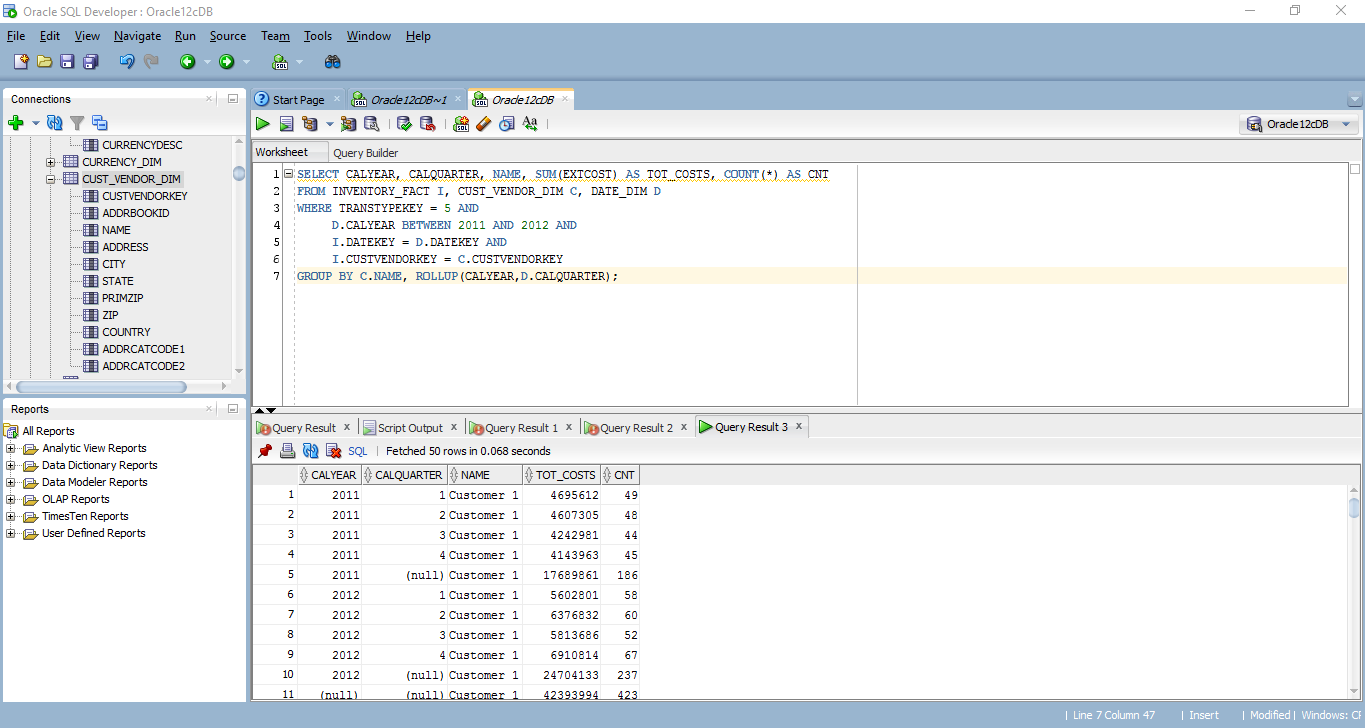 Oracle SQL Developer : Oracle12cDB
File Edit View Navigate Run Source Team Tools Window Help
Connections
CURRENCYDESC
CURRENCY_DIM
CUST_VENDOR_DIM
CUSTVENDORKEY
ADDRBOOKID
NAME
ADDRESS
CITY
STATE
PRIMZIP
ZIP
COUNTRY
ADDRCATCODE1
ADDRCATCODE2
Reports
All Reports
Analytic View Reports
Data Dictionary Reports
Data Modeler Reports
OLAP Reports
TimesTen Reports
User Defined Reports
Start Page Oracle12cDB~1 Oracle12cDB
Oracle12cDB
Worksheet Query Builder
1 SELECT CALYEAR, CALQUARTER, NAME, SUM(EXTCOST) AS TOT_COSTS, COUNT(*) AS CNT
2 FROM INVENTORY_FACT I, CUST_VENDOR_DIM C, DATE_DIM D
3 WHERE TRANSTYPEKEY = 5 AND
4 D.CALYEAR BETWEEN 2011 AND 2012 AND
5 I.DATEKEY = D.DATEKEY AND
6 I.CUSTVENDORKEY = C.CUSTVENDORKEY
7 GROUP BY C.NAME, ROLLUP(CALYEAR,D.CALQUARTER);
Query Result Script Output Query Result 1 Query Result 2 Query Result 3
SQL Fetched 50 rows in 0.068 seconds
CALYEAR CALQUARTER NAME TOT_COSTS CNT
1 2011 1 Customer 1 4695612 49
2 2011 2 Customer 1 4607305 48
3 2011 3 Customer 1 4242981 44
4 2011 4 Customer 1 4143963 45
5 2011 (null) Customer 1 17689861 186
6 2012 1 Customer 1 5602801 58
7 2012 2 Customer 1 6376832 60
8 2012 3 Customer 1 5813686 52
9 2012 4 Customer 1 6910814 67
10 2012 (null) Customer 1 24704133 237
11 (null) (null) Customer 1 42393994 423
Line 7 Column 47 | Insert | Modified | Windows: CF